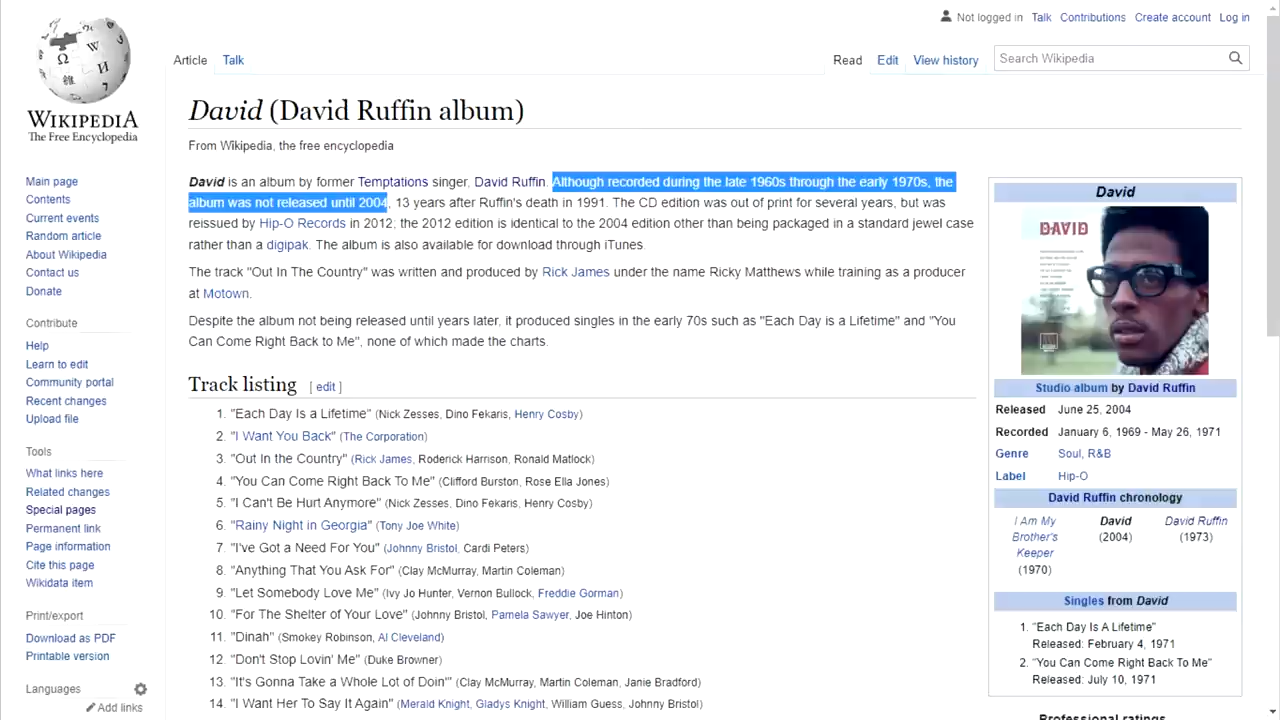 Not logged in Talk Contributions Create account Log in
Article Talk Read Edit View history Search Wikipedia
WIKIPEDIA
The Free Encyclopedia
David (David Ruffin album)
From Wikipedia, the free encyclopedia
David is an album by former Temptations singer, David Ruffin. Although recorded during the late 1960s through the early 1970s, the
album was not released until 2004, 13 years after Ruffin's death in 1991. The CD edition was out of print for several years, but was
reissued by Hip-O Records in 2012; the 2012 edition is identical to the 2004 edition other than being packaged in a standard jewel case
rather than a digipak. The album is also available for download through iTunes.
The track "Out In The Country" was written and produced by Rick James under the name Ricky Matthews while training as a producer
at Motown.
Despite the album not being released until years later, it produced singles in the early 70s such as "Each Day is a Lifetime" and "You
Can Come Right Back to Me", none of which made the charts.
Track listing [ edit ]
1. "Each Day Is a Lifetime" (Nick Zesses, Dino Fekaris, Henry Cosby)
2. "I Want You Back" (The Corporation)
3. "Out In the Country" (Rick James, Roderick Harrison, Ronald Matlock)
4. "You Can Come Right Back To Me" (Clifford Burston, Rose Ella Jones)
5. "I Can't Be Hurt Anymore" (Nick Zesses, Dino Fekaris, Henry Cosby)
6. "Rainy Night in Georgia" (Tony Joe White)
7. "I've Got a Need For You" (Johnny Bristol, Cardi Peters)
8. "Anything That You Ask For" (Clay McMurray, Martin Coleman)
9. "Let Somebody Love Me" (Ivy Jo Hunter, Vernon Bullock, Freddie Gorman)
10. "For The Shelter of Your Love" (Johnny Bristol, Pamela Sawyer, Joe Hinton)
11. "Dinah" (Smokey Robinson, Al Cleveland)
12. "Don't Stop Lovin' Me" (Duke Browner)
13. "It's Gonna Take a Whole Lot of Doin'" (Clay McMurray, Martin Coleman, Janie Bradford)
14. "I Want Her To Say It Again" (Merald Knight, Gladys Knight, William Guess, Johnny Bristol)
Main page
Contents
Current events
Random article
About Wikipedia
Contact us
Donate
Contribute
Help
Learn to edit
Community portal
Recent changes
Upload file
Tools
What links here
Related changes
Special pages
Permanent link
Page information
Cite this page
Wikidata item
Print/export
Download as PDF
Printable version
Languages
Add links
David
DAVID
Studio album by David Ruffin
Released June 25, 2004
Recorded January 6, 1969 - May 26, 1971
Genre Soul, R&B
Label Hip-O
David Ruffin chronology
I Am My David David Ruffin
Brother's (2004) (1973)
Keeper
(1970)
Singles from David
1. "Each Day Is A Lifetime"
Released: February 4, 1971
2. "You Can Come Right Back To Me"
Released: July 10, 1971
Professional ratings